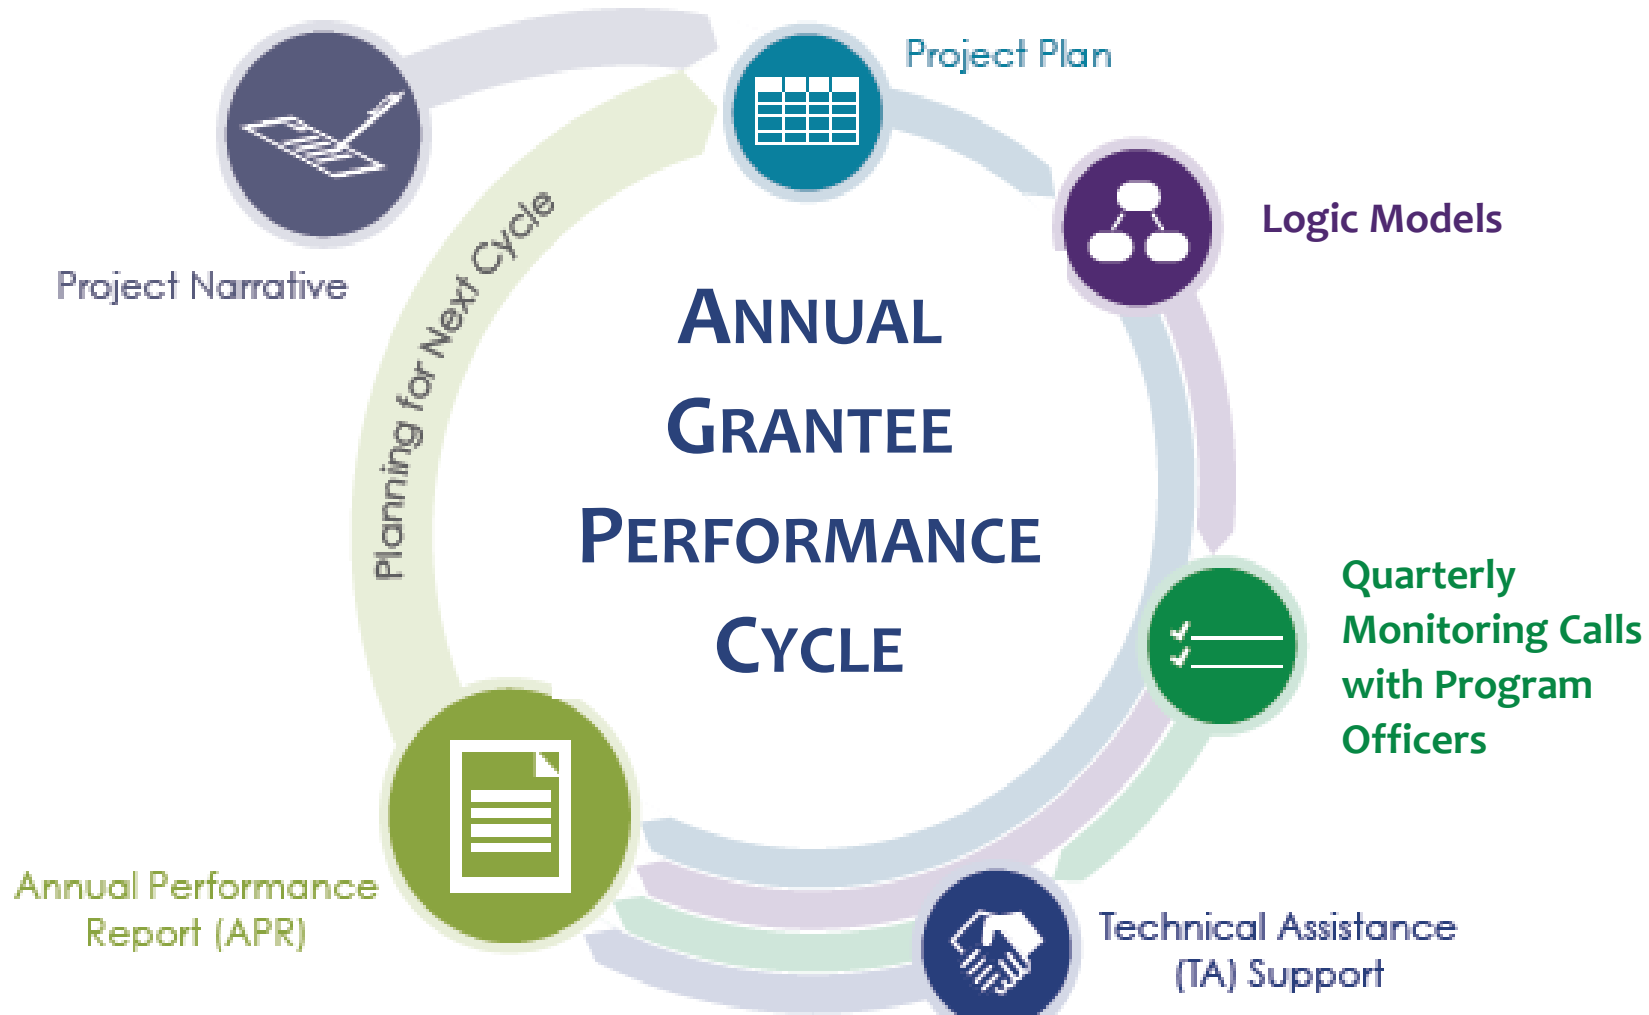 Project Plan
Logic Models
Project Narrative
Planning for Next Cycle
ANNUAL
GRANTEE
PERFORMANCE
CYCLE
Quarterly
Monitoring Calls
with Program
Officers
Annual Performance
Report (APR)
Technical Assistance
(TA) Support